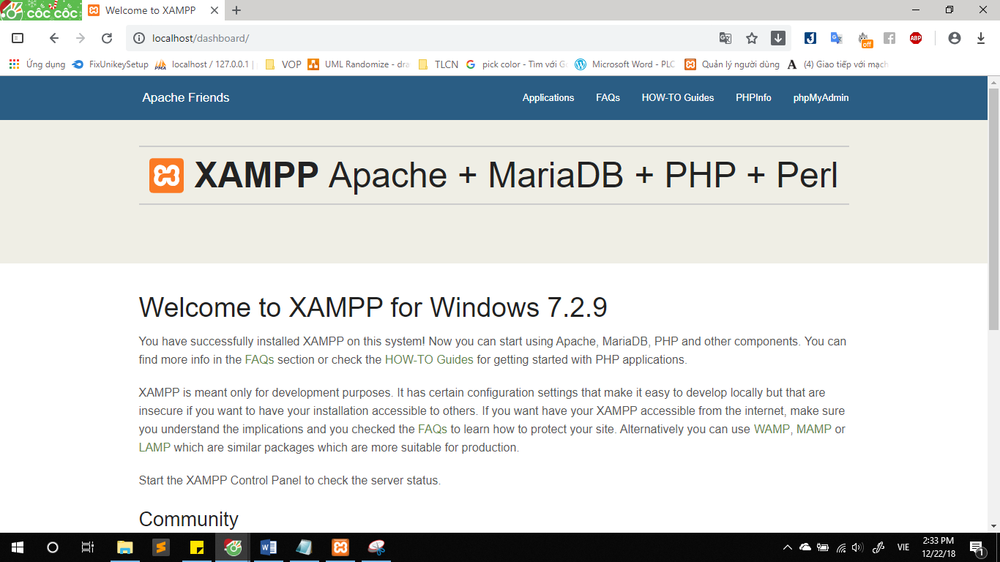 CỐC CỐC
Welcome to XAMPP
localhost/dashboard/
off
ABP
Ứng dụng
FixUnikeySetup
PMA
localhost / 127.0.0.1 |
VOP
UML Randomize - dra
TLCN
pick color - Tìm với G
Microsoft Word - PLC
Quản lý người dùng
(4) Giao tiếp với mạch
Apache Friends
Applications
FAQs
HOW-TO Guides
PHPInfo
phpMyAdmin
XAMPP Apache + MariaDB + PHP + Perl
Welcome to XAMPP for Windows 7.2.9
You have successfully installed XAMPP on this system! Now you can start using Apache, MariaDB, PHP and other components. You can
find more info in the FAQs section or check the HOW-TO Guides for getting started with PHP applications.
XAMPP is meant only for development purposes. It has certain configuration settings that make it easy to develop locally but that are
insecure if you want to have your installation accessible to others. If you want have your XAMPP accessible from the internet, make sure
you understand the implications and you checked the FAQs to learn how to protect your site. Alternatively you can use WAMP, MAMP or
LAMP which are similar packages which are more suitable for production.
Start the XAMPP Control Panel to check the server status.
Community
VIE
2:33 PM
12/22/18
1